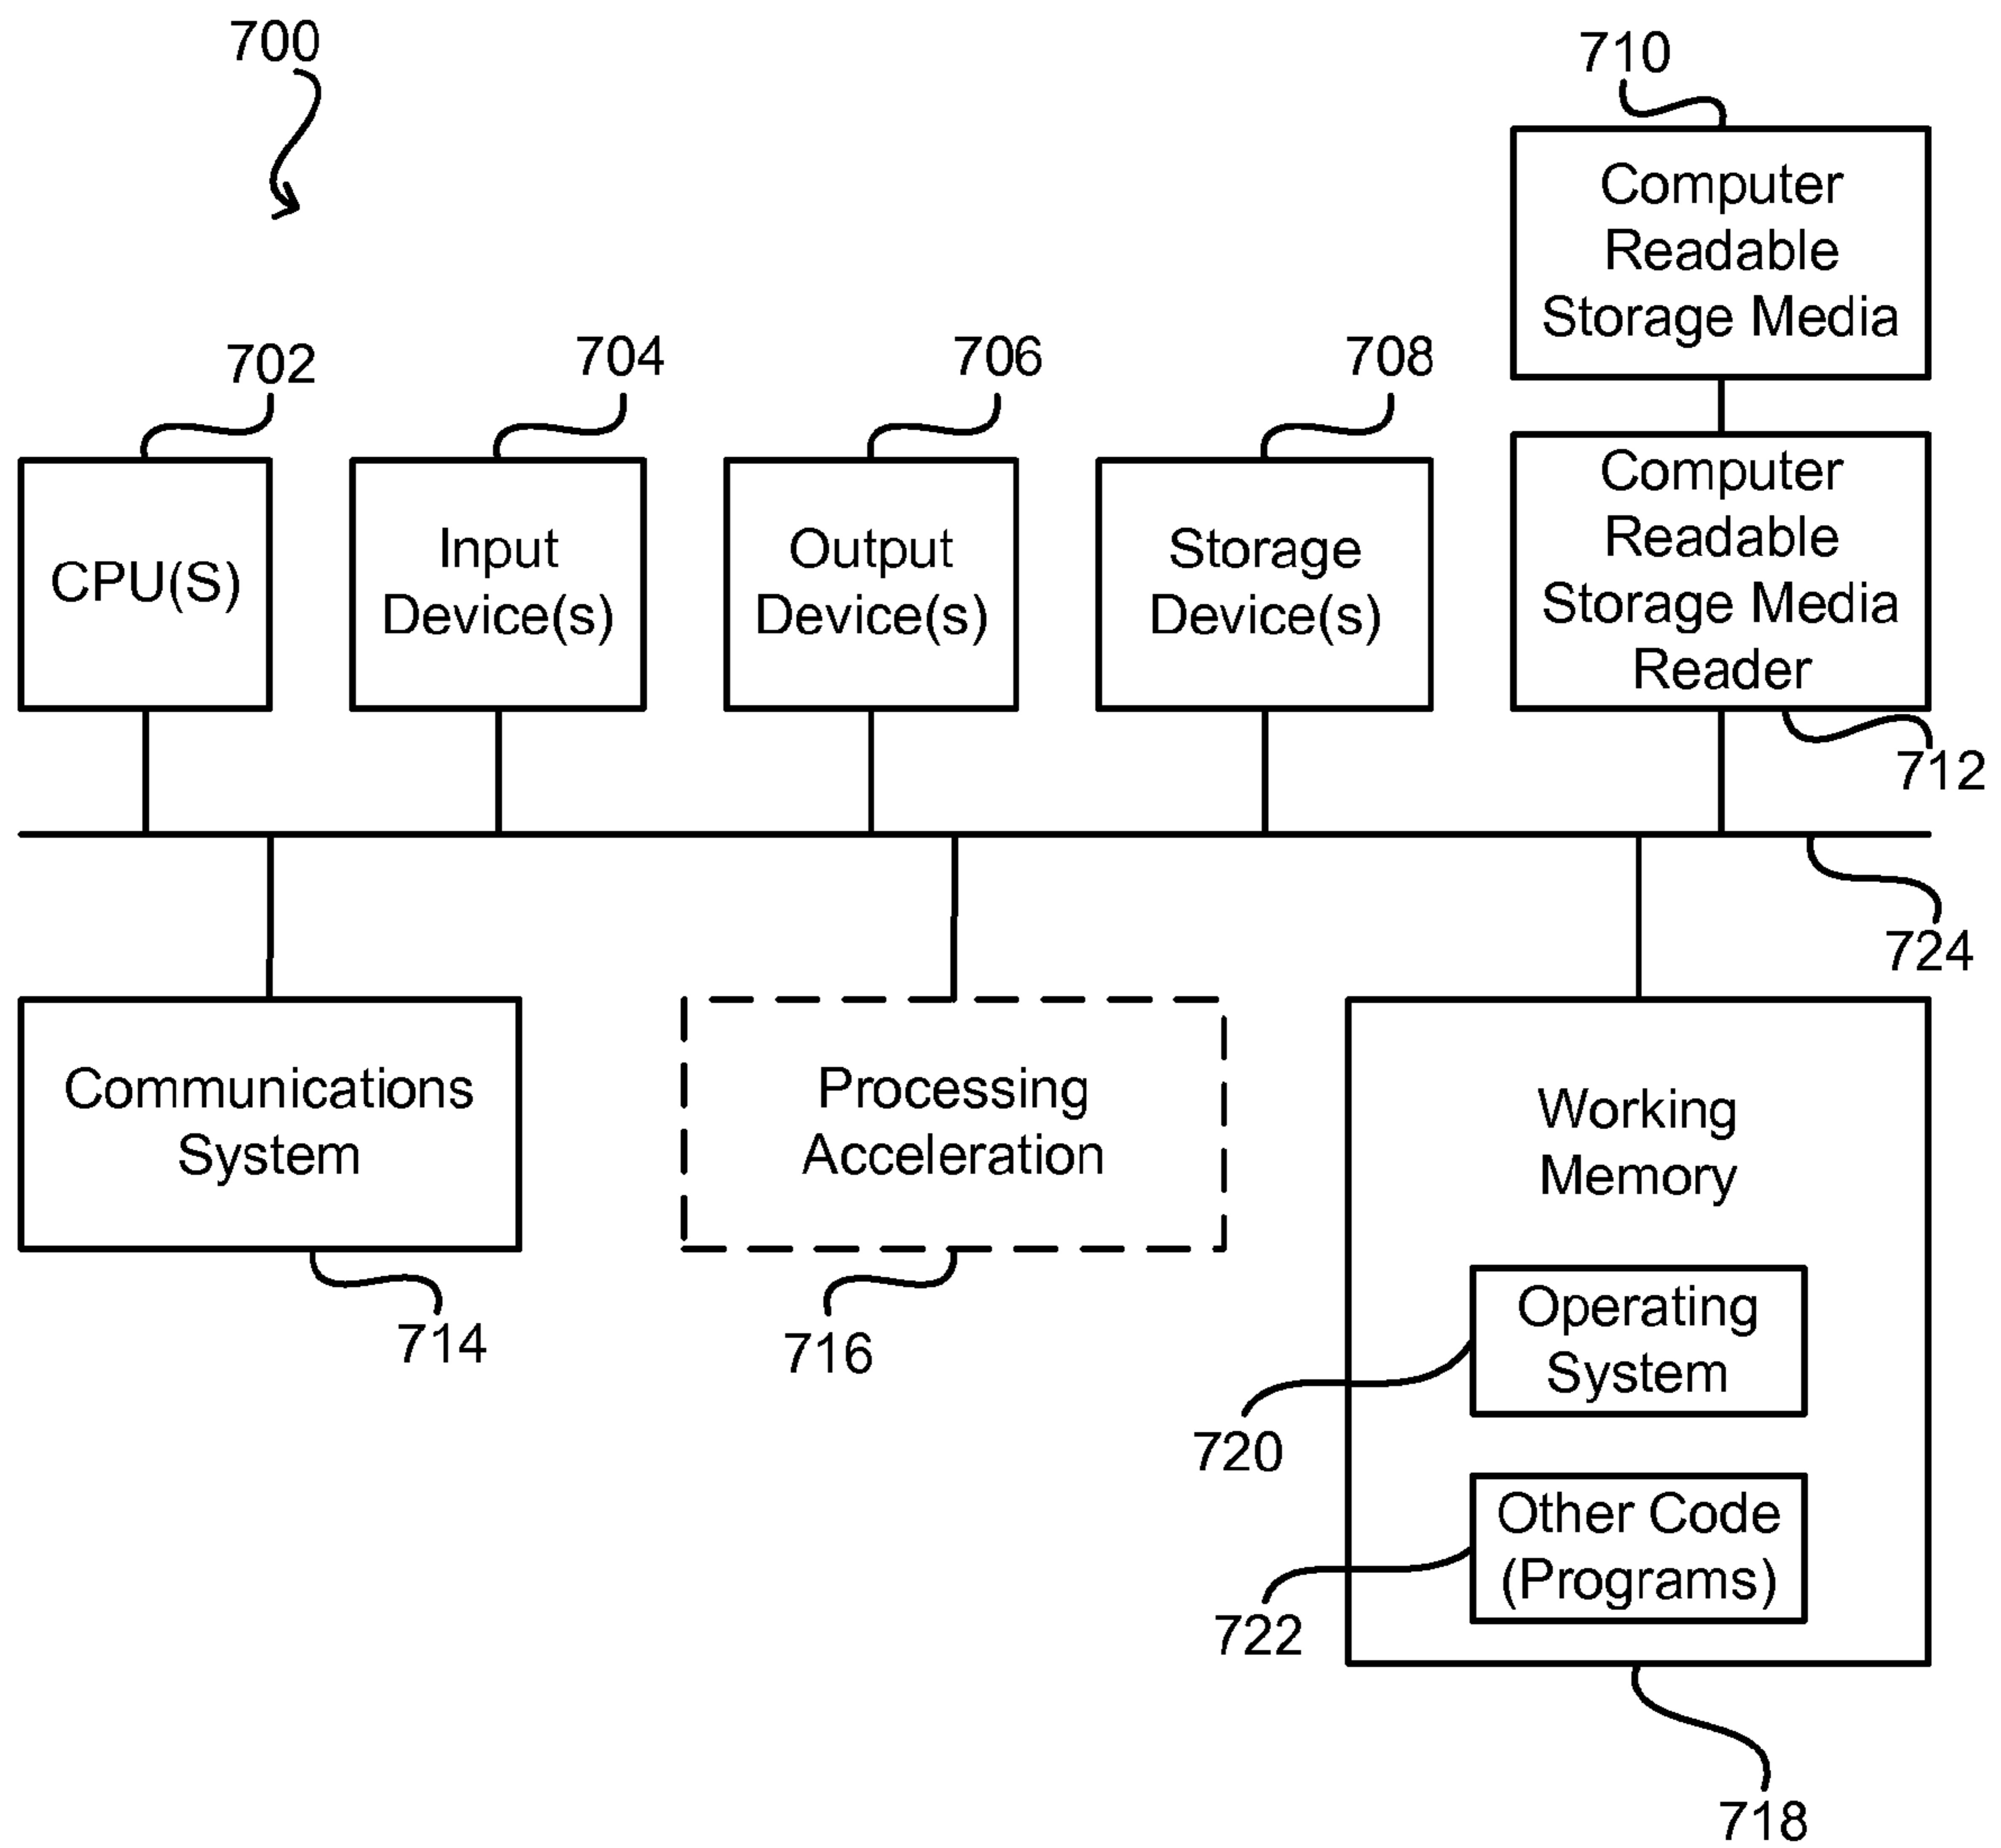 700
710
Computer
Readable
Storage Media
702
704
706
708
CPU(S)
Input
Device(s)
Output
Device(s)
Storage
Device(s)
Computer
Readable
Storage Media
Reader
712
724
Communications
System
714
Processing
Acceleration
716
Working
Memory
Operating
System
720
Other Code
(Programs)
722
718